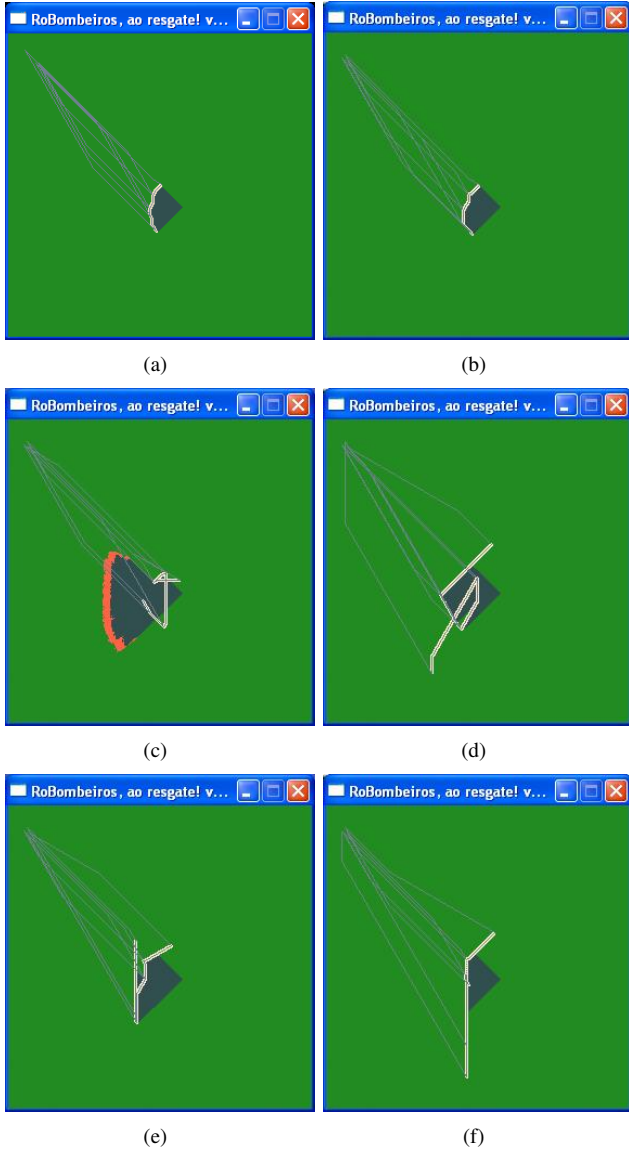 RoBombeiros, ao resgate! v...
RoBombeiros, ao resgate! v...
(a)
(b)
RoBombeiros, ao resgate! v...
RoBombeiros, ao resgate! v...
(c)
(d)
RoBombeiros, ao resgate! v...
RoBombeiros, ao resgate! v...
(e)
(f)